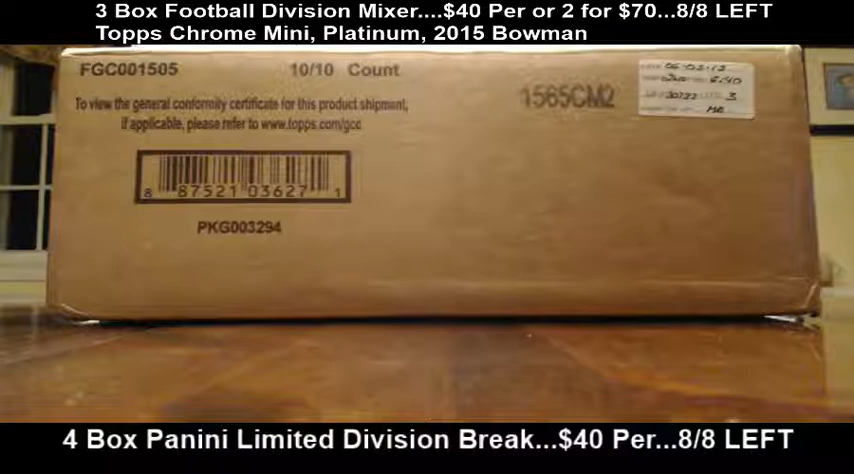 3 Box Football Division Mixer....$40 Per or 2 for $70...8/8 LEFT
Topps Chrome Mini, Platinum, 2015 Bowman
FGC001505 10/10 Count
1565CM2
To view the general conformity certificate for this product shipment,
if applicable, please refer to www.topps.com/gcc
8 87521 03627 1
PKG003294
4 Box Panini Limited Division Break...$40 Per...8/8 LEFT